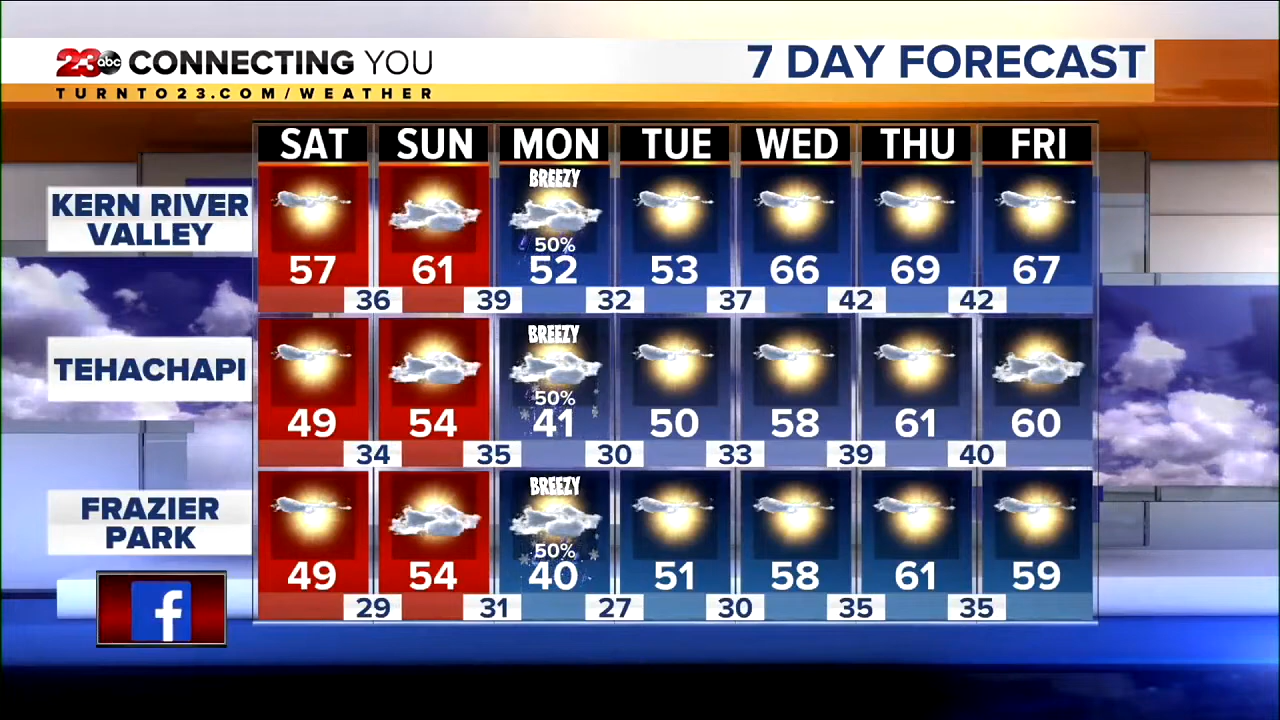 23 abc CONNECTING YOU
TURNTO23.COM/WEATHER
7 DAY FORECAST
SAT SUN MON TUE WED THU FRI
KERN RIVER
VALLEY
BREEZY
50%
57 61 52 53 66 69 67
36 39 32 37 42 42
TEHACHAPI
BREEZY
50%
49 54 41 50 58 61 60
34 35 30 33 39 40
FRAZIER
PARK
BREEZY
50%
49 54 40 51 58 61 59
29 31 27 30 35 35
f